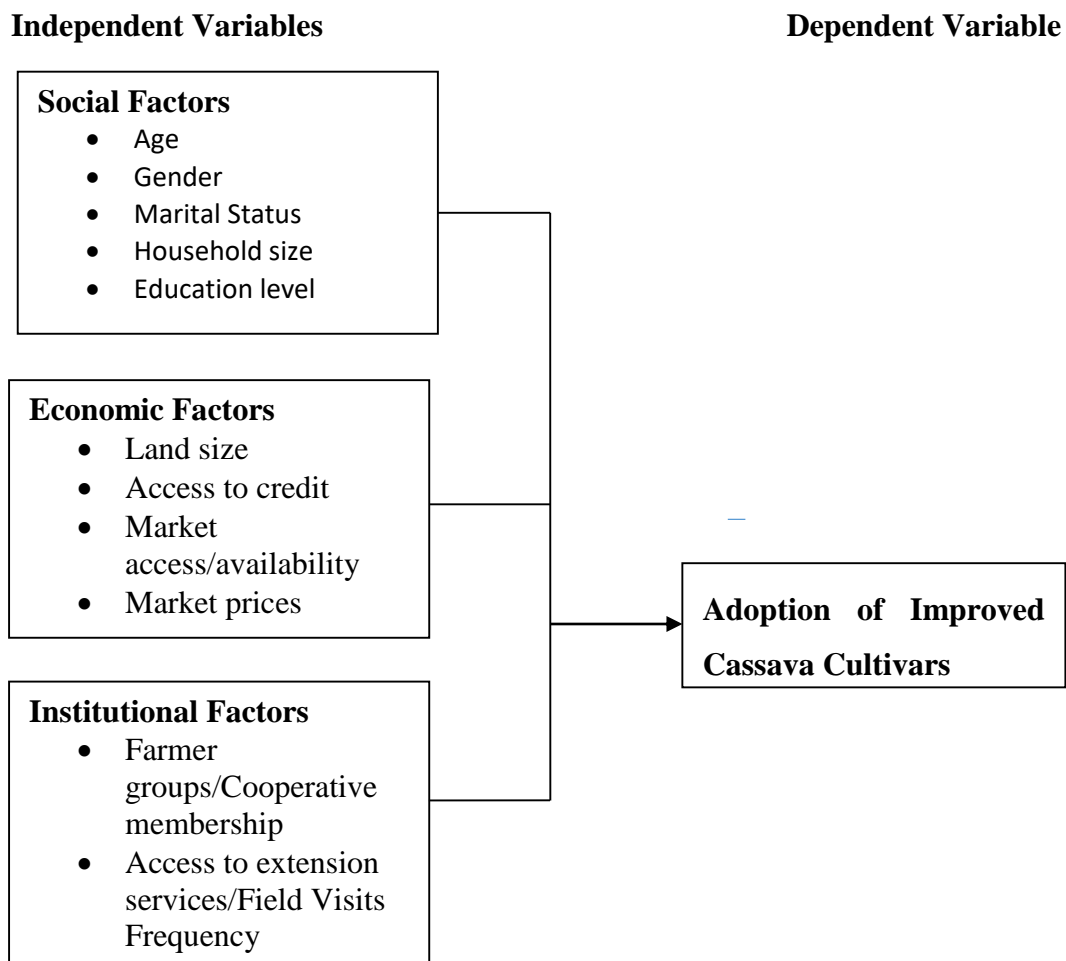 Independent Variables
Dependent Variable
Social Factors
• Age
• Gender
• Marital Status
• Household size
• Education level
Economic Factors
• Land size
• Access to credit
• Market
access/availability
• Market prices
Adoption of Improved
Cassava Cultivars
Institutional Factors
• Farmer
groups/Cooperative
membership
• Access to extension
services/Field Visits
Frequency